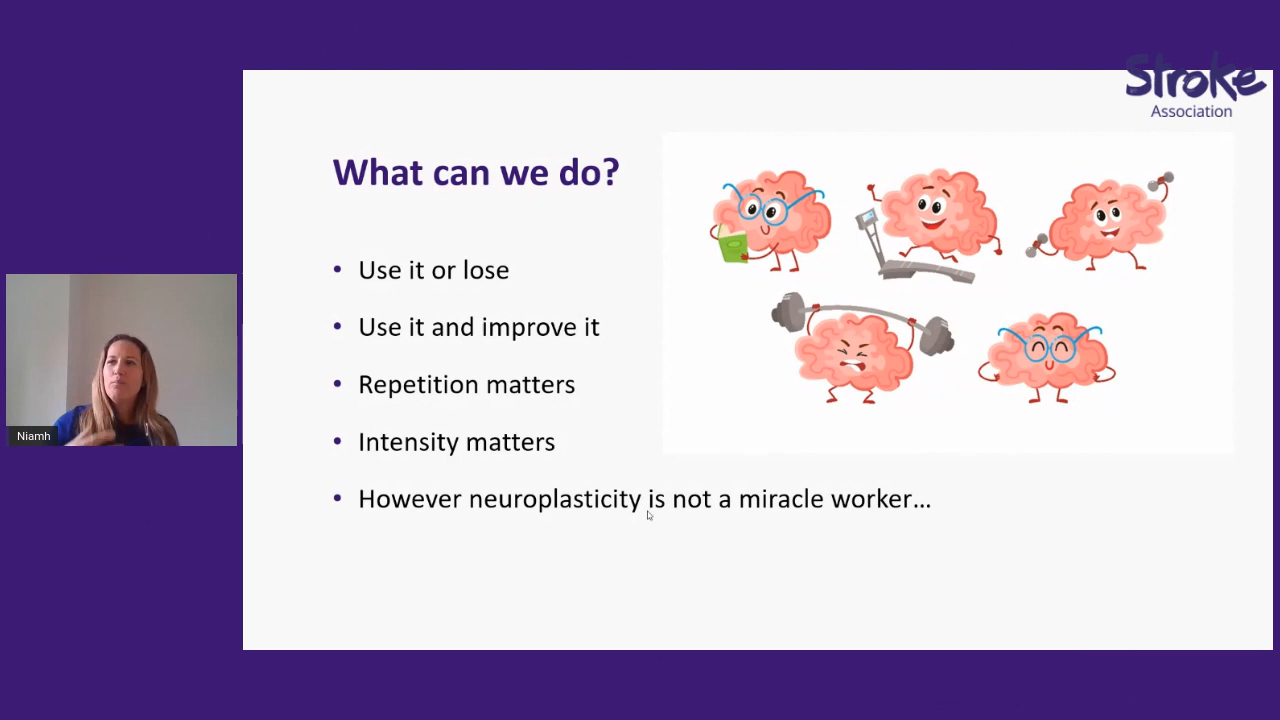 Stroke
Association
What can we do?
• Use it or lose
• Use it and improve it
• Repetition matters
• Intensity matters
• However neuroplasticity is not a miracle worker…
Niamh